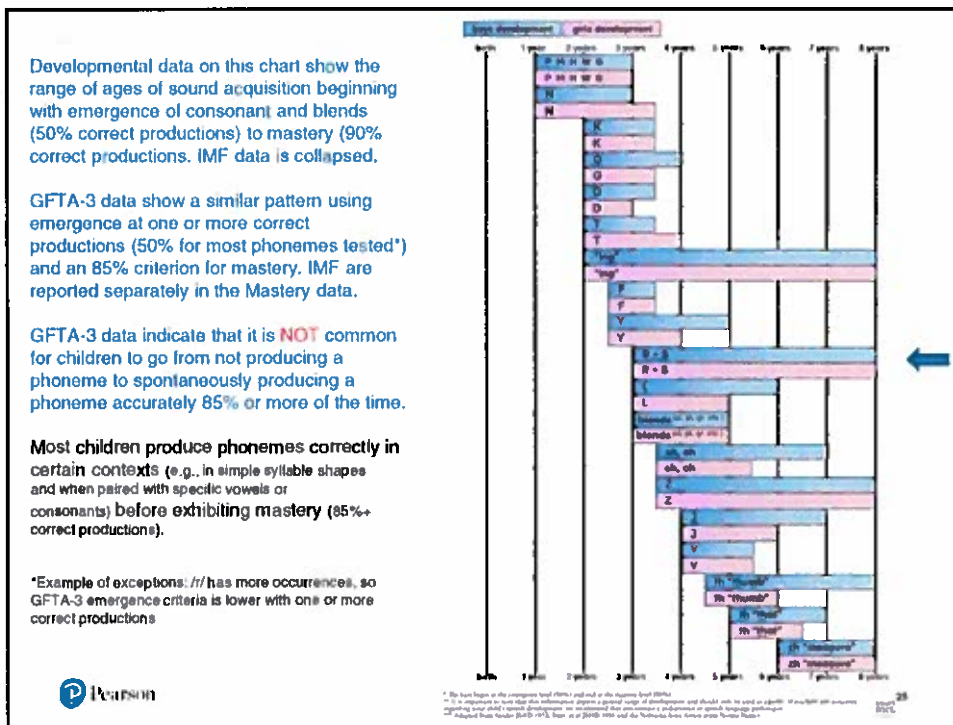 Developmental data on this chart show the
range of ages of sound acquisition beginning
with emergence of consonant and blends
(50% correct productions) to mastery (90%
correct productions. IMF data is collapsed.
GFTA-3 data show a similar pattern using
emergence at one or more correct
productions (50% for most phonemes tested*)
and an 85% criterion for mastery. IMF are
reported separately in the Mastery data.
GFTA-3 data indicate that it is NOT common
for children to go from not producing a
phoneme to spontaneously producing a
phoneme accurately 85% or more of the time.
Most children produce phonemes correctly in
certain contexts (e.g., in simple syllable shapes
and when paired with specific vowels or
consonants) before exhibiting mastery (85%+
correct productions).
*Example of exceptions: /r/ has more occurrences, so
GFTA-3 emergence criteria is lower with one or more
correct productions
Pearson
boys development girls development
birth 1 year 2 years 3 years 4 years 5 years 6 years 7 years 8 years
P M H W B
P M H W B
N
N
K
K
G
G
D
D
T
T
"ing"
"ing"
F
F
Y
Y
R • S
R • S
L
L
blends
blends
sh, ch
sh, ch
Z
Z
J
J
V
V
th "thumb"
th "thumb"
th "that"
th "that"
zh "measure"
zh "measure"
birth 1 year 2 years 3 years 4 years 5 years 6 years 7 years 8 years
25